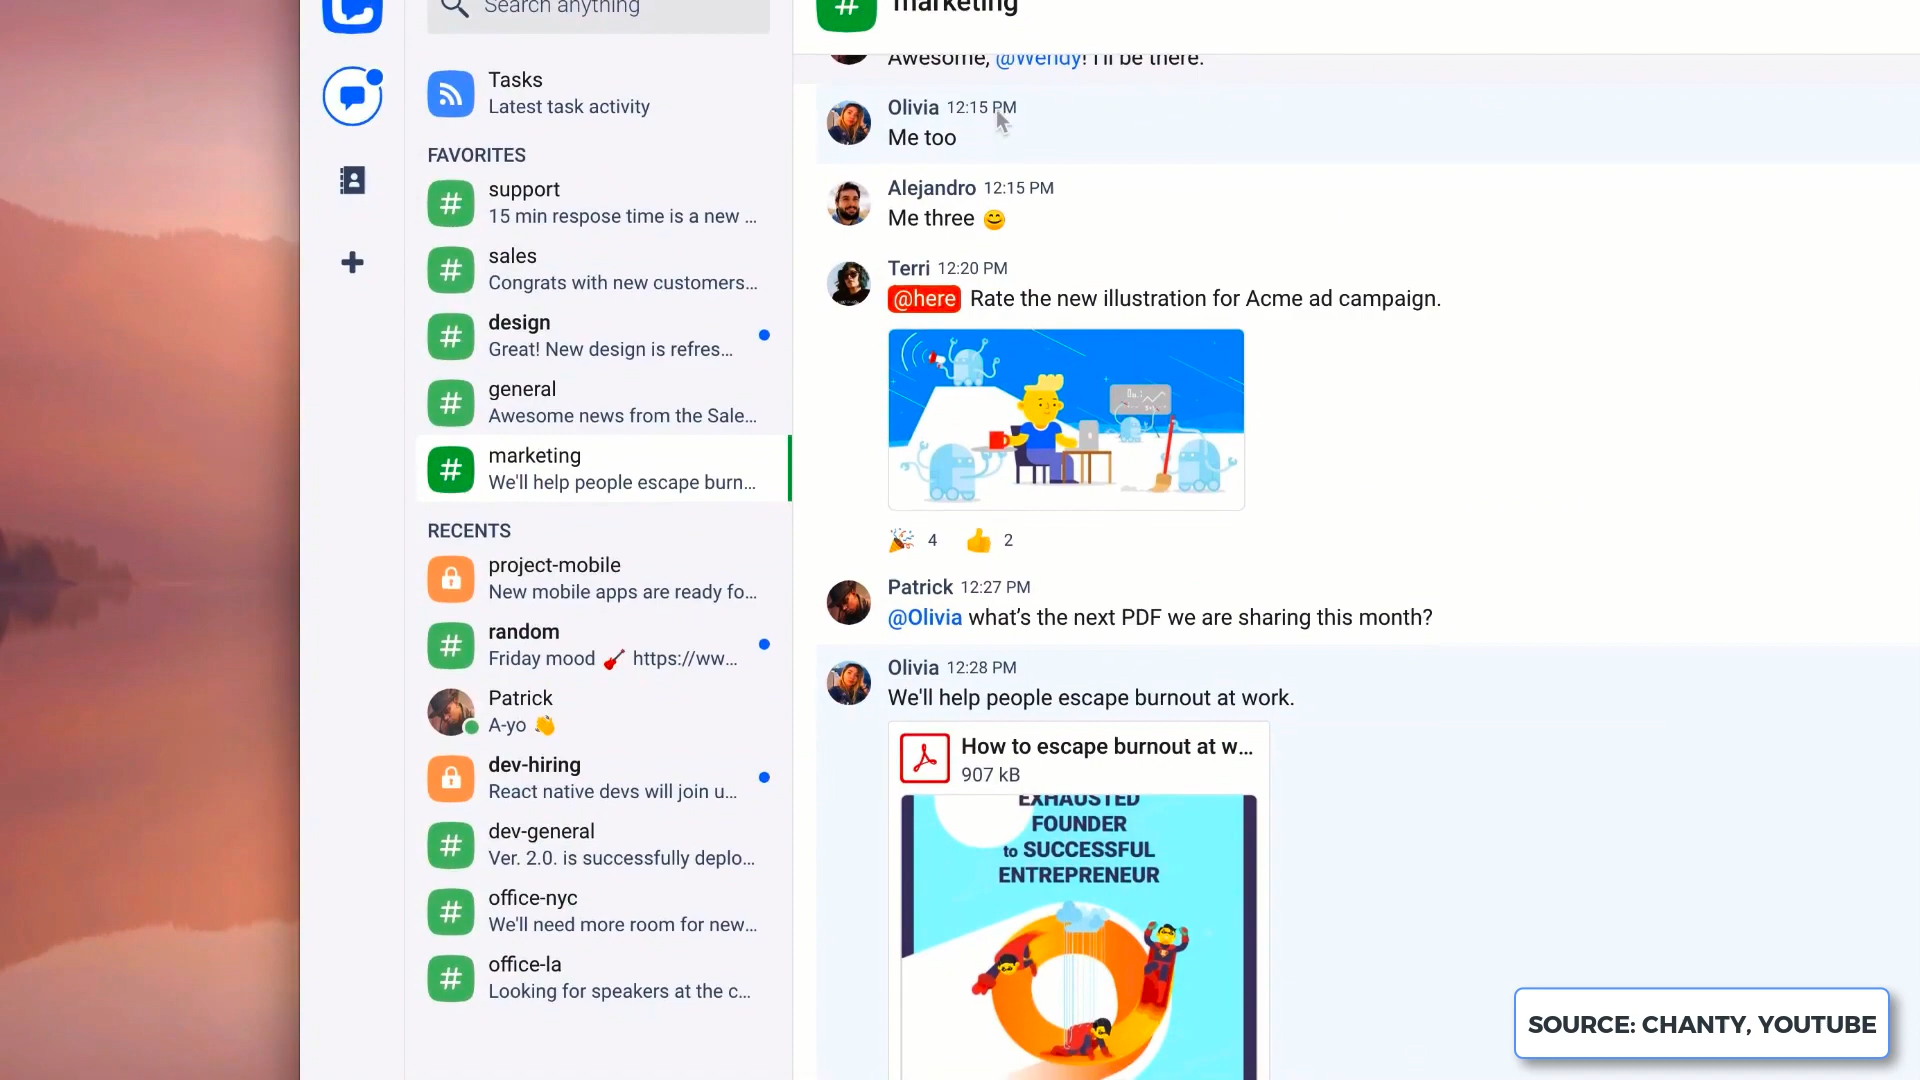 Search anything
Tasks
Latest task activity
FAVORITES
support
15 min respose time is a new ...
sales
Congrats with new customers...
design
Great! New design is refres...
general
Awesome news from the Sale...
marketing
We'll help people escape burn...
RECENTS
project-mobile
New mobile apps are ready fo...
random
Friday mood 🎸 https://ww...
Patrick
A-yo 👋
dev-hiring
React native devs will join u...
dev-general
Ver. 2.0. is successfully deplo...
office-nyc
We'll need more room for new...
office-la
Looking for speakers at the c...
# marketing
Awesome, @Wendy! I'll be there.
Olivia 12:15 PM
Me too
Alejandro 12:15 PM
Me three 😊
Terri 12:20 PM
@here Rate the new illustration for Acme ad campaign.
🎉 4 👍 2
Patrick 12:27 PM
@Olivia what's the next PDF we are sharing this month?
Olivia 12:28 PM
We'll help people escape burnout at work.
How to escape burnout at w...
907 kB
EXHAUSTED
FOUNDER
to SUCCESSFUL
ENTREPRENEUR
SOURCE: CHANTY, YOUTUBE